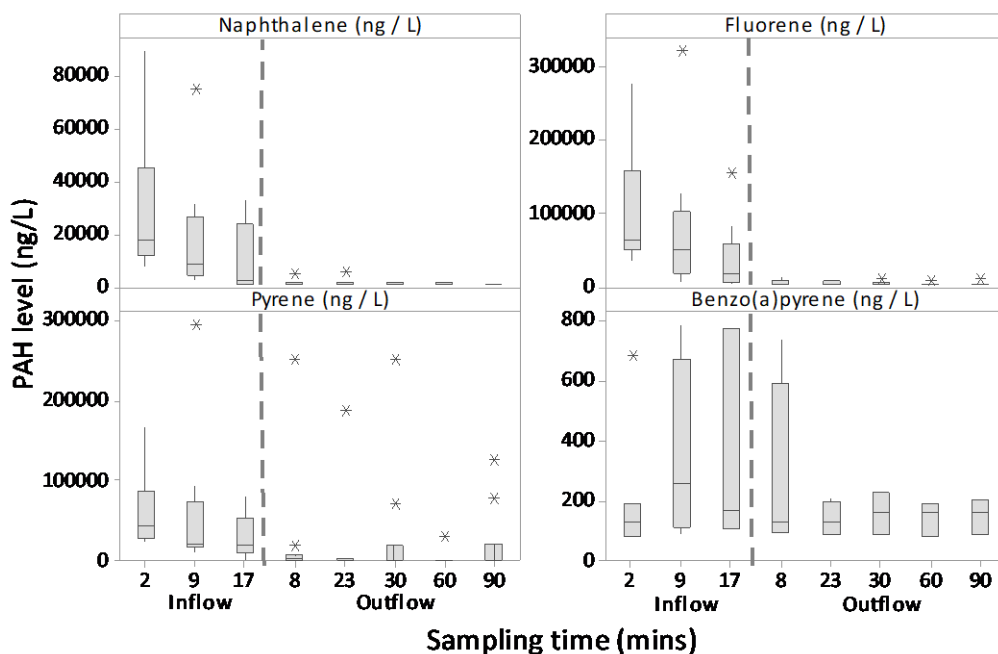 Naphthalene (ng / L)
Fluorene (ng / L)
80000
60000
40000
20000
0
300000
200000
100000
0
Pyrene (ng / L)
Benzo(a)pyrene (ng / L)
300000
200000
100000
0
800
600
400
200
0
PAH level (ng/L)
2 9 17 8 23 30 60 90
2 9 17 8 23 30 60 90
Inflow Outflow
Inflow Outflow
Sampling time (mins)